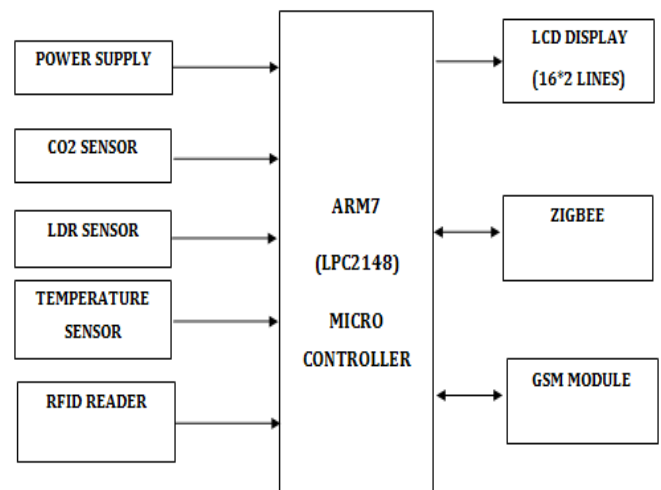 POWER SUPPLY
CO2 SENSOR
LDR SENSOR
TEMPERATURE
SENSOR
RFID READER
ARM7
(LPC2148)
MICRO
CONTROLLER
LCD DISPLAY
(16*2 LINES)
ZIGBEE
GSM MODULE